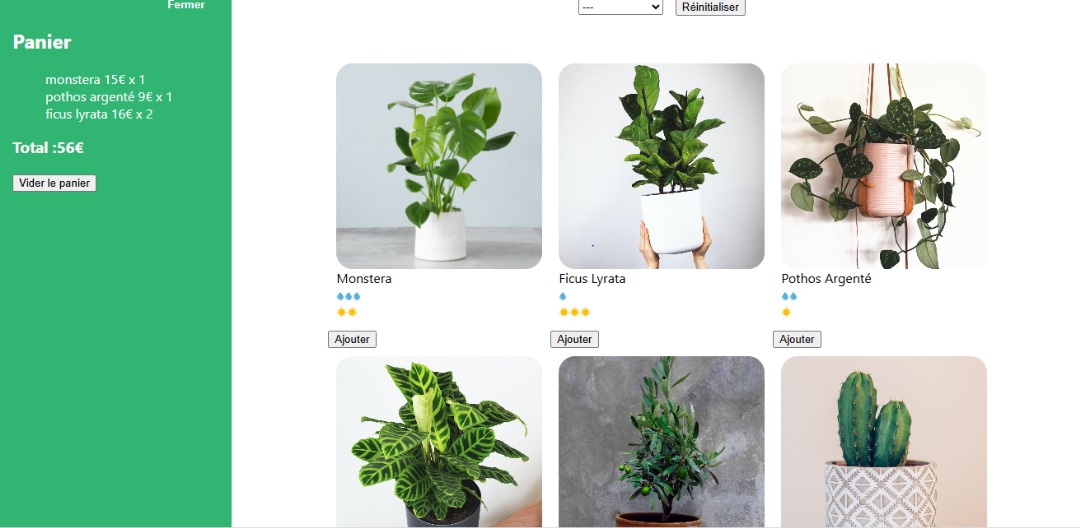 Fermer
--- Réinitialiser
Panier
monstera 15€ x 1
pothos argenté 9€ x 1
ficus lyrata 16€ x 2
Total :56€
Vider le panier
Monstera
Ficus Lyrata
Pothos Argenté
Ajouter
Ajouter
Ajouter